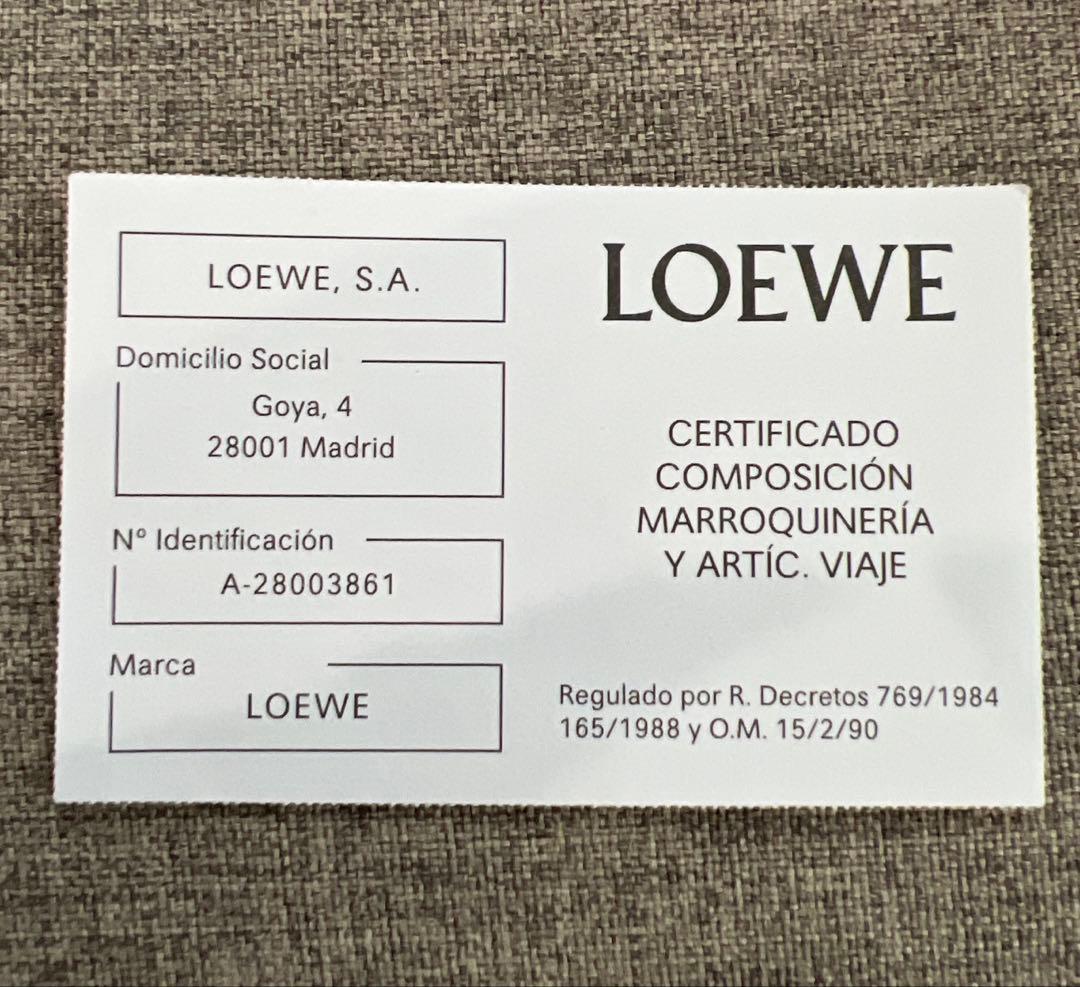 LOEWE, S.A.
Domicilio Social
Goya, 4
28001 Madrid
Nº Identificación
A-28003861
Marca
LOEWE
LOEWE
CERTIFICADO
COMPOSICIÓN
MARROQUINERÍA
Y ARTÍC. VIAJE
Regulado por R. Decretos 769/1984
165/1988 y O.M. 15/2/90